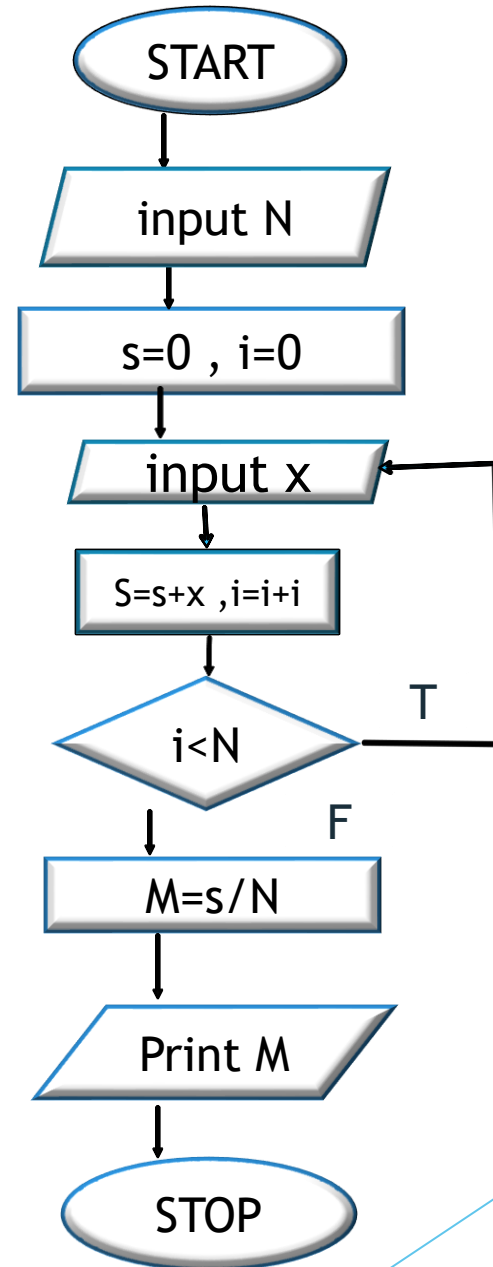 START
input N
s=0 , i=0
input x
S=s+x ,i=i+i
i<N
T
F
M=s/N
Print M
STOP